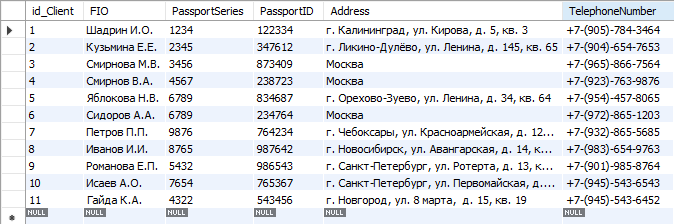 id_Client FIO PassportSeries PassportID Address TelephoneNumber
1 Шадрин И.О. 1234 122334 г. Калининград, ул. Кирова, д. 5, кв. 3 +7-(905)-784-3464
2 Кузьмина Е.Е. 2345 347612 г. Ликино-Дулёво, ул. Ленина, д. 145, кв. 65 +7-(904)-654-7653
3 Смирнова М.В. 3456 873409 Москва +7-(965)-866-7564
4 Смирнов В.А. 4567 238723 Москва +7-(923)-763-9876
5 Яблокова Н.В. 6789 834687 г. Орехово-Зуево, ул. Ленина, д. 34, кв. 64 +7-(954)-457-8065
6 Сидоров А.А. 6789 234764 Москва +7-(972)-865-1203
7 Петров П.П. 9876 764234 г. Чебоксары, ул. Красноармейская, д. 12... +7-(932)-865-5685
8 Иванов И.И. 8765 987642 г. Новосибирск, ул. Авангарская, д. 14, к... +7-(983)-654-9763
9 Романова Е.П. 5432 986543 г. Санкт-Петербург, ул. Ротерта, д. 13, к... +7-(901)-985-8764
10 Исаев А.О. 7654 765367 г. Санкт-Петербург, ул. Первомайская, д.... +7-(945)-543-6543
11 Гайда К.А. 4322 543456 г. Новгород, ул. 8 марта, д. 15, кв. 19 +7-(945)-543-6452
NULL NULL NULL NULL NULL NULL